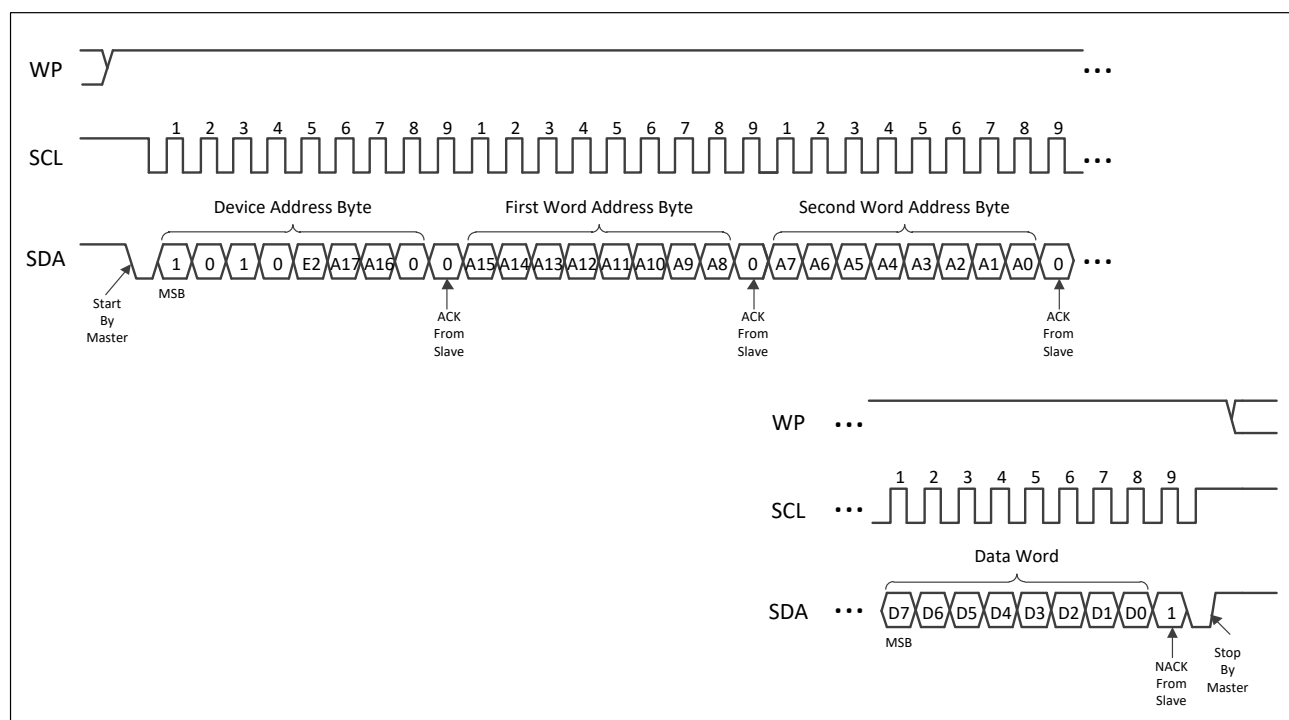 WP
•••
1 2 3 4 5 6 7 8 9 1 2 3 4 5 6 7 8 9 1 2 3 4 5 6 7 8 9
SCL
•••
Device Address Byte First Word Address Byte Second Word Address Byte
SDA 1 0 1 0 E2 A17 A16 0 0 A15 A14 A13 A12 A11 A10 A9 A8 0 A7 A6 A5 A4 A3 A2 A1 A0 0 •••
MSB
Start
By
Master
ACK
From
Slave
ACK
From
Slave
ACK
From
Slave
WP •••
1 2 3 4 5 6 7 8 9
SCL •••
Data Word
SDA ••• D7 D6 D5 D4 D3 D2 D1 D0 1
MSB
NACK
From
Slave
Stop
By
Master